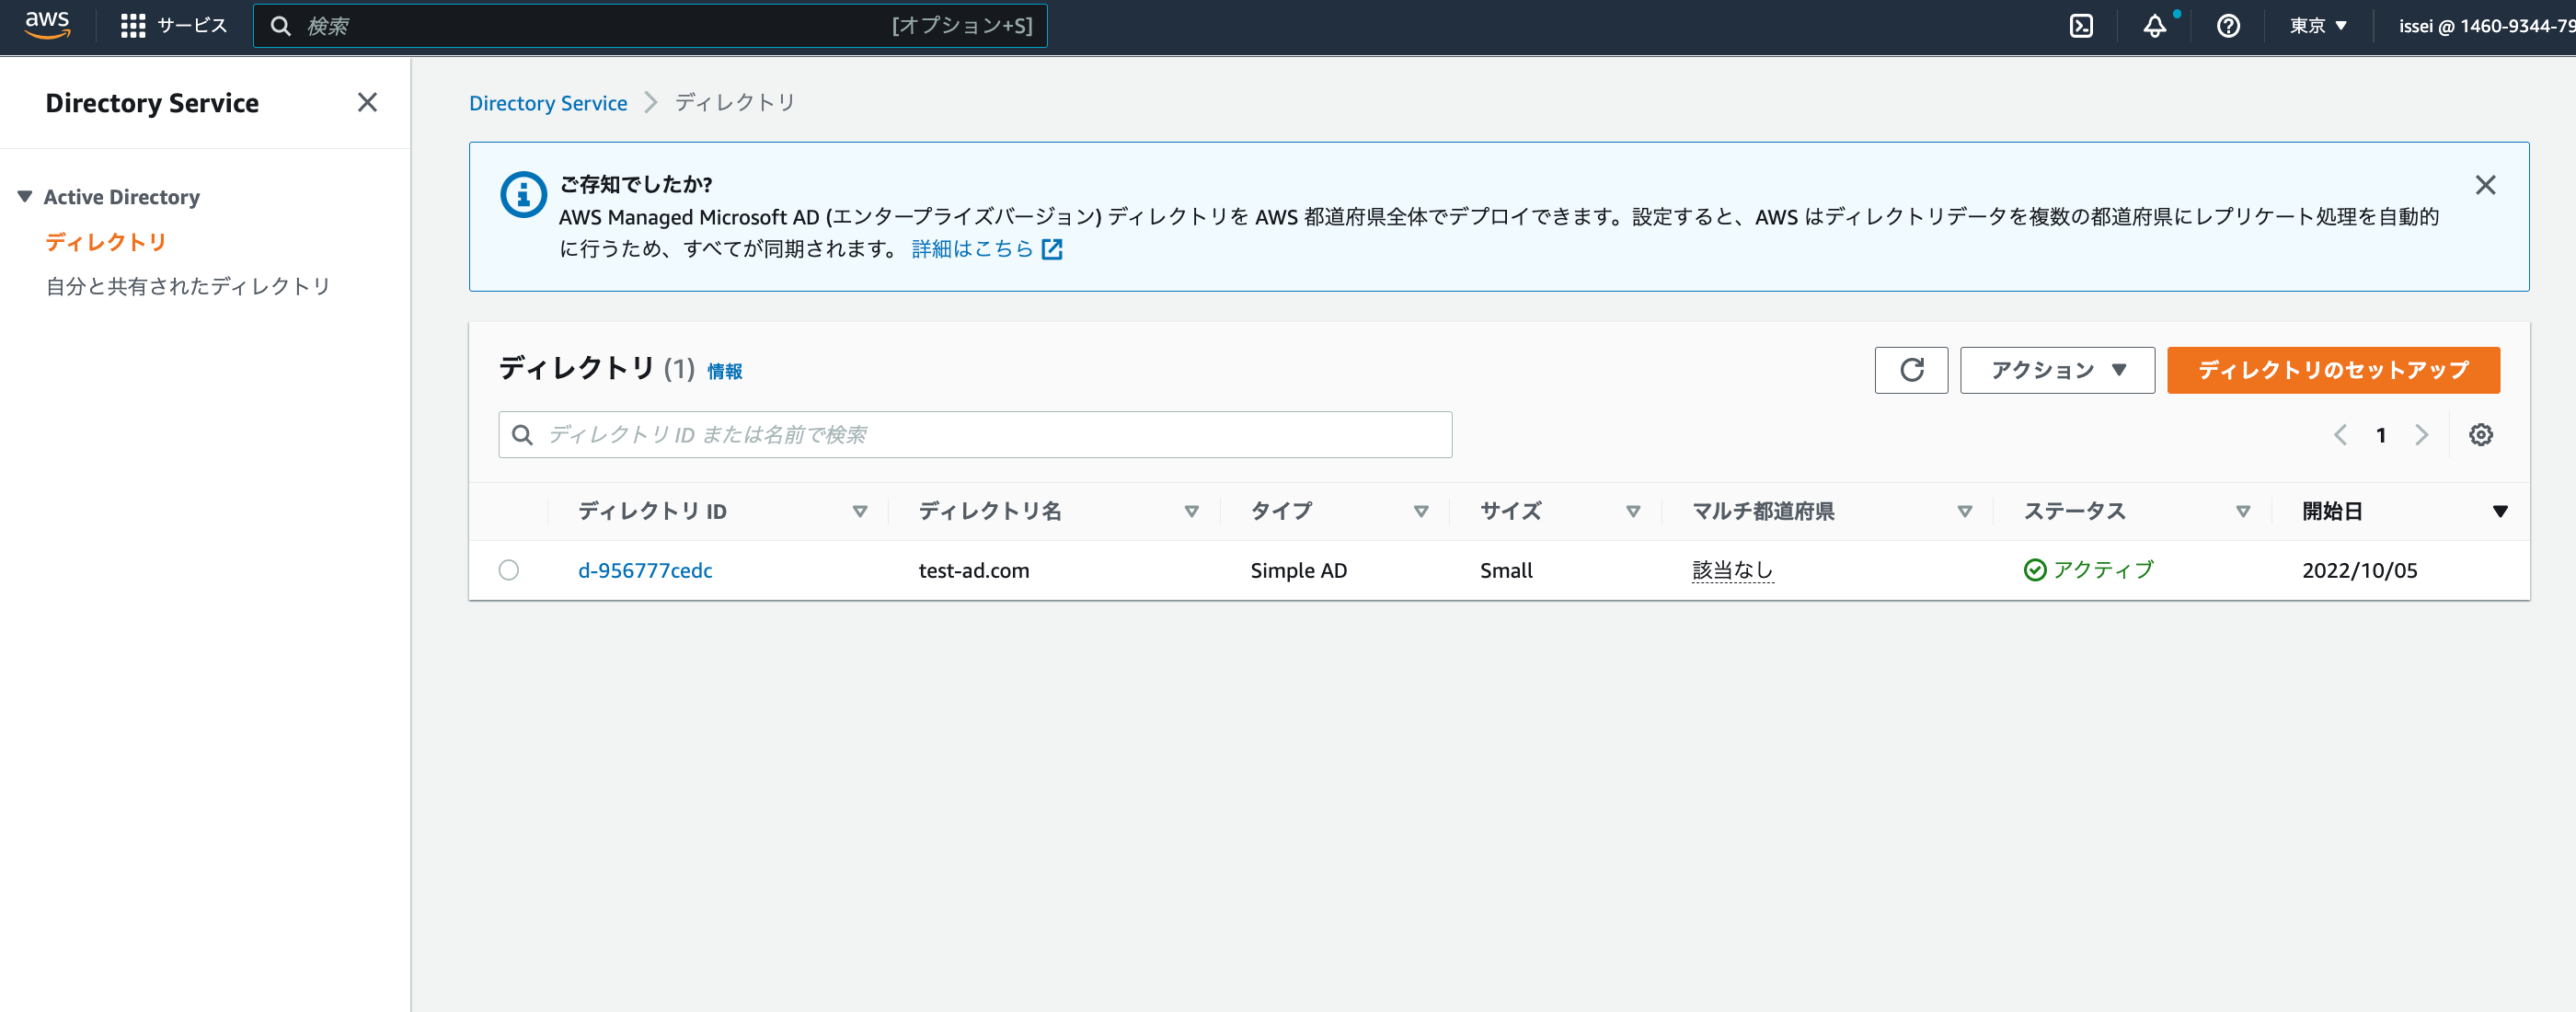 aws
サービス
検索
[オプション+S]
東京
issei @ 1460-9344-79
Directory Service
Active Directory
ディレクトリ
自分と共有されたディレクトリ
Directory Service
ディレクトリ
ご存知でしたか?
AWS Managed Microsoft AD (エンタープライズバージョン) ディレクトリを AWS 都道府県全体でデプロイできます。設定すると、AWS はディレクトリデータを複数の都道府県にレプリケート処理を自動的
に行うため、すべてが同期されます。 詳細はこちら
ディレクトリ (1) 情報
アクション
ディレクトリのセットアップ
ディレクトリ ID または名前で検索
1
ディレクトリ ID ディレクトリ名 タイプ サイズ マルチ都道府県 ステータス 開始日
d-956777cedc test-ad.com Simple AD Small 該当なし アクティブ 2022/10/05